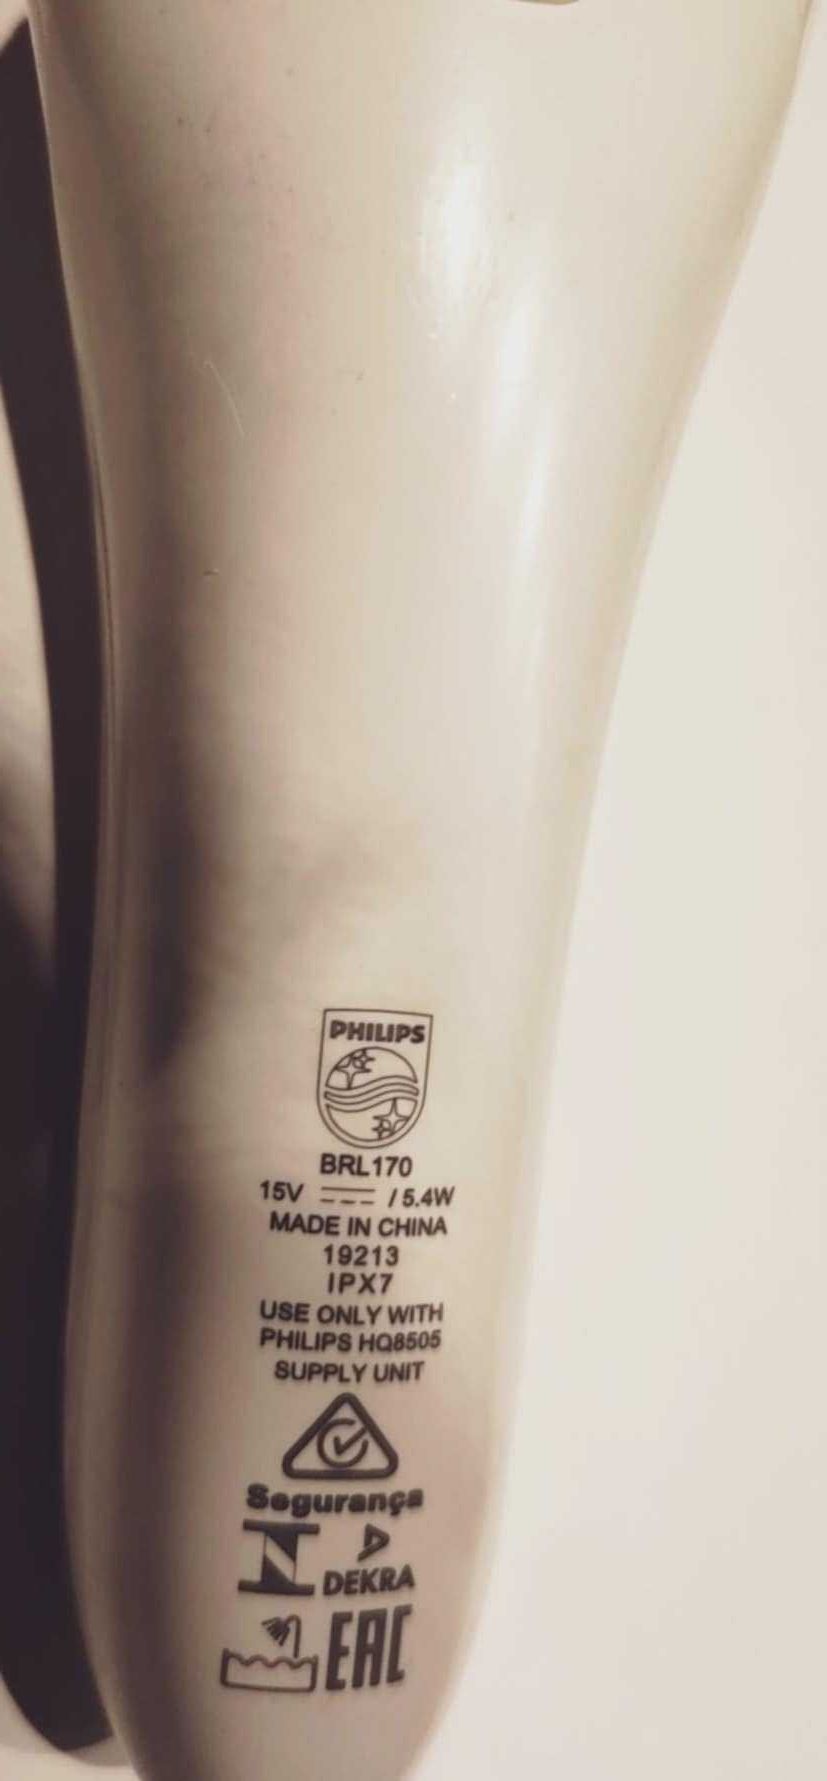 PHILIPS
BRL170
15V / 5.4W
MADE IN CHINA
19213
IPX7
USE ONLY WITH
PHILIPS HQ8505
SUPPLY UNIT
Segurança
DEKRA
EAC